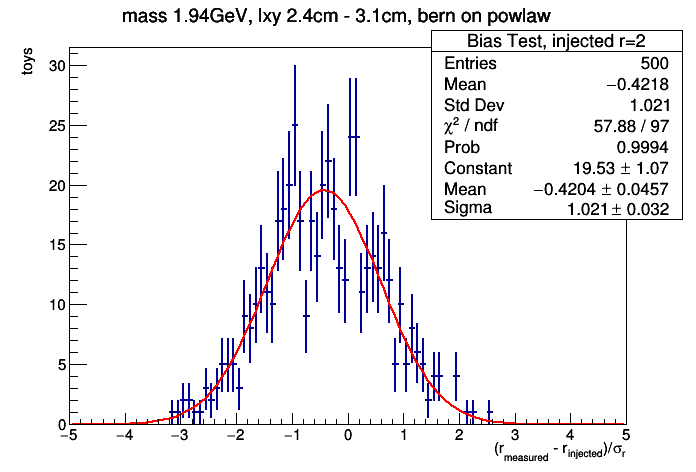 mass 1.94GeV, lxy 2.4cm - 3.1cm, bern on powlaw
Bias Test, injected r=2
Entries 500
Mean −0.4218
Std Dev 1.021
χ² / ndf 57.88 / 97
Prob 0.9994
Constant 19.53 ± 1.07
Mean −0.4204 ± 0.0457
Sigma 1.021 ± 0.032
toys
30
25
20
15
10
5
0
−5 −4 −3 −2 −1 0 1 2 3 4 5
(r_measured - r_injected)/σ_r